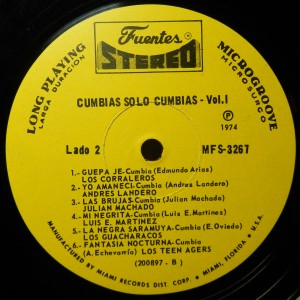 Fuentes
STEREO
LONG PLAYING
LARGA DURACION
MICROGROOVE
MICROSURCO
CUMBIAS SOLO CUMBIAS - Vol.I
P
1974
Lado 2
MFS-3267
1.- GUEPA JE-Cumbia (Edmundo Arias)
LOS CORRALEROS
2.- YO AMANECI-Cumbia (Andres Landero)
ANDRES LANDERO
3.- LAS BRUJAS-Cumbia (Julian Machado)
JULIAN MACHADO
4.- MI NEGRITA-Cumbia (Luis E. Martinez)
LUIS E. MARTINEZ
5.- LA NEGRA SARAMUYA-Cumbia (E. Oviedo)
LOS GUACHARACOS
6.- FANTASIA NOCTURNA-Cumbia
(A. Echevarria) LOS TEEN AGERS
(200897 - B)
MANUFACTURED BY MIAMI RECORDS DIST. CORP. - MIAMI, FLORIDA, U.S.A.